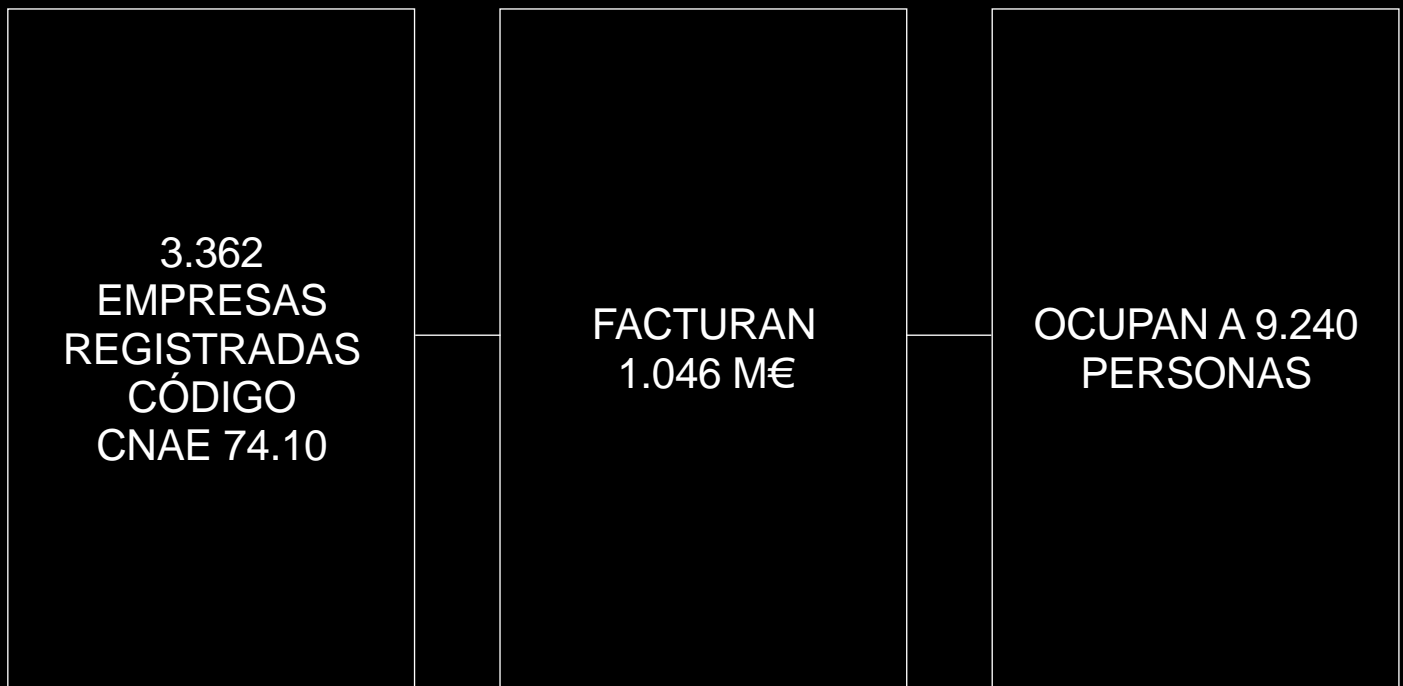 3.362
EMPRESAS
REGISTRADAS
CÓDIGO
CNAE 74.10
FACTURAN
1.046 M€
OCUPAN A 9.240
PERSONAS